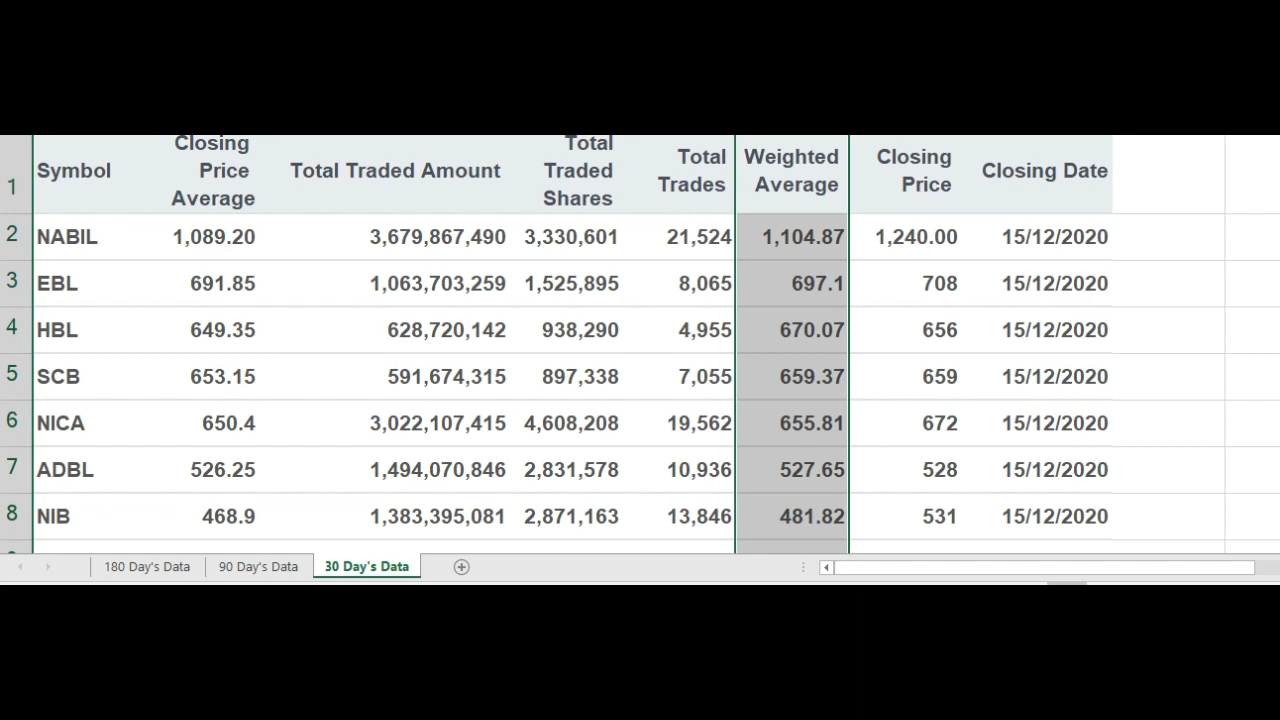 Symbol Closing Price Average Total Traded Amount Total Traded Shares Total Trades Weighted Average Closing Price Closing Date
1
2 NABIL 1,089.20 3,679,867,490 3,330,601 21,524 1,104.87 1,240.00 15/12/2020
3 EBL 691.85 1,063,703,259 1,525,895 8,065 697.1 708 15/12/2020
4 HBL 649.35 628,720,142 938,290 4,955 670.07 656 15/12/2020
5 SCB 653.15 591,674,315 897,338 7,055 659.37 659 15/12/2020
6 NICA 650.4 3,022,107,415 4,608,208 19,562 655.81 672 15/12/2020
7 ADBL 526.25 1,494,070,846 2,831,578 10,936 527.65 528 15/12/2020
8 NIB 468.9 1,383,395,081 2,871,163 13,846 481.82 531 15/12/2020
180 Day's Data 90 Day's Data 30 Day's Data